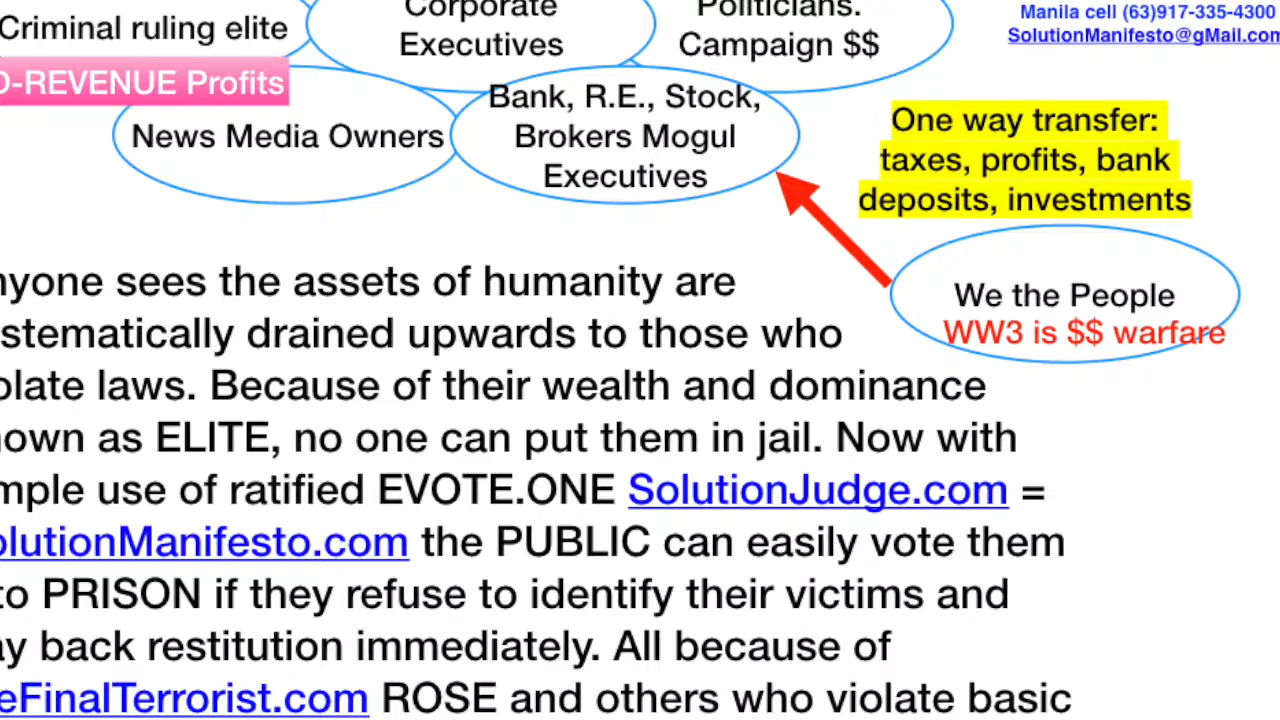 Corporate
Executives
Politicians.
Campaign $$
Manila cell (63)917-335-4300
SolutionManifesto@gMail.com
Criminal ruling elite
O-REVENUE Profits
News Media Owners
Bank, R.E., Stock,
Brokers Mogul
Executives
One way transfer:
taxes, profits, bank
deposits, investments
We the People
WW3 is $$ warfare
nyone sees the assets of humanity are
stematically drained upwards to those who
olate laws. Because of their wealth and dominance
nown as ELITE, no one can put them in jail. Now with
mple use of ratified EVOTE.ONE SolutionJudge.com =
olutionManifesto.com the PUBLIC can easily vote them
to PRISON if they refuse to identify their victims and
ay back restitution immediately. All because of
eFinalTerrorist.com ROSE and others who violate basic